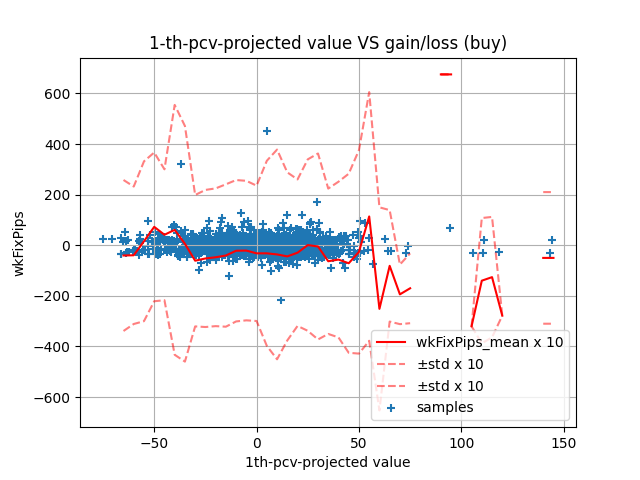 1-th-pcv-projected value VS gain/loss (buy)
600
400
200
0
−200
−400
−600
wkFixPips
−50
0
50
100
150
1th-pcv-projected value
wkFixPips_mean x 10
±std x 10
±std x 10
samples